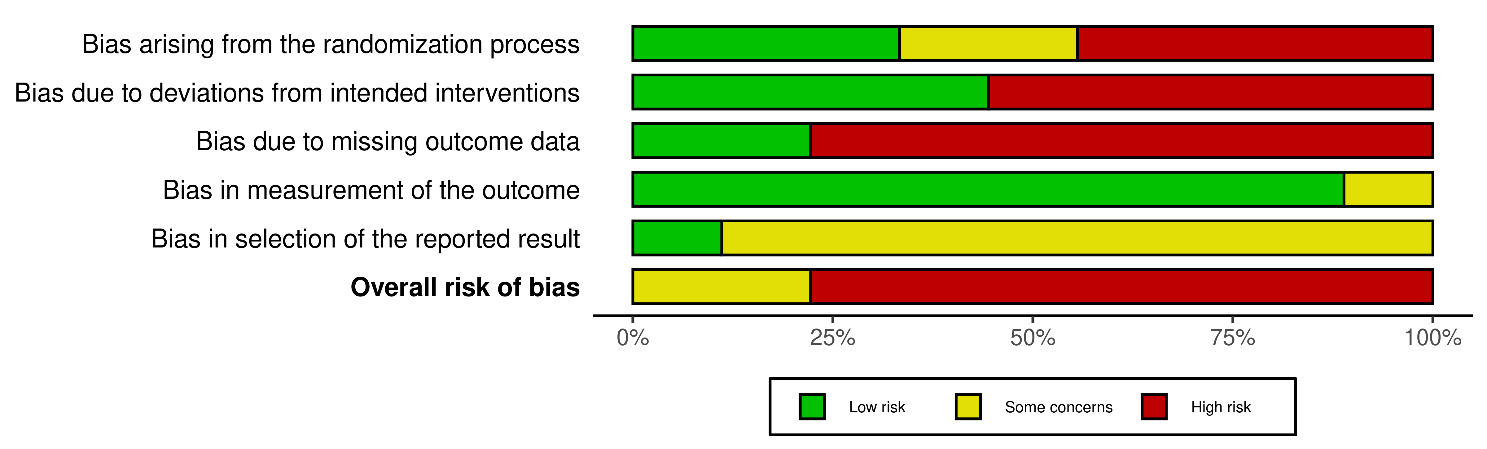 Bias arising from the randomization process
Bias due to deviations from intended interventions
Bias due to missing outcome data
Bias in measurement of the outcome
Bias in selection of the reported result
Overall risk of bias
0% 25% 50% 75% 100%
Low risk Some concerns High risk